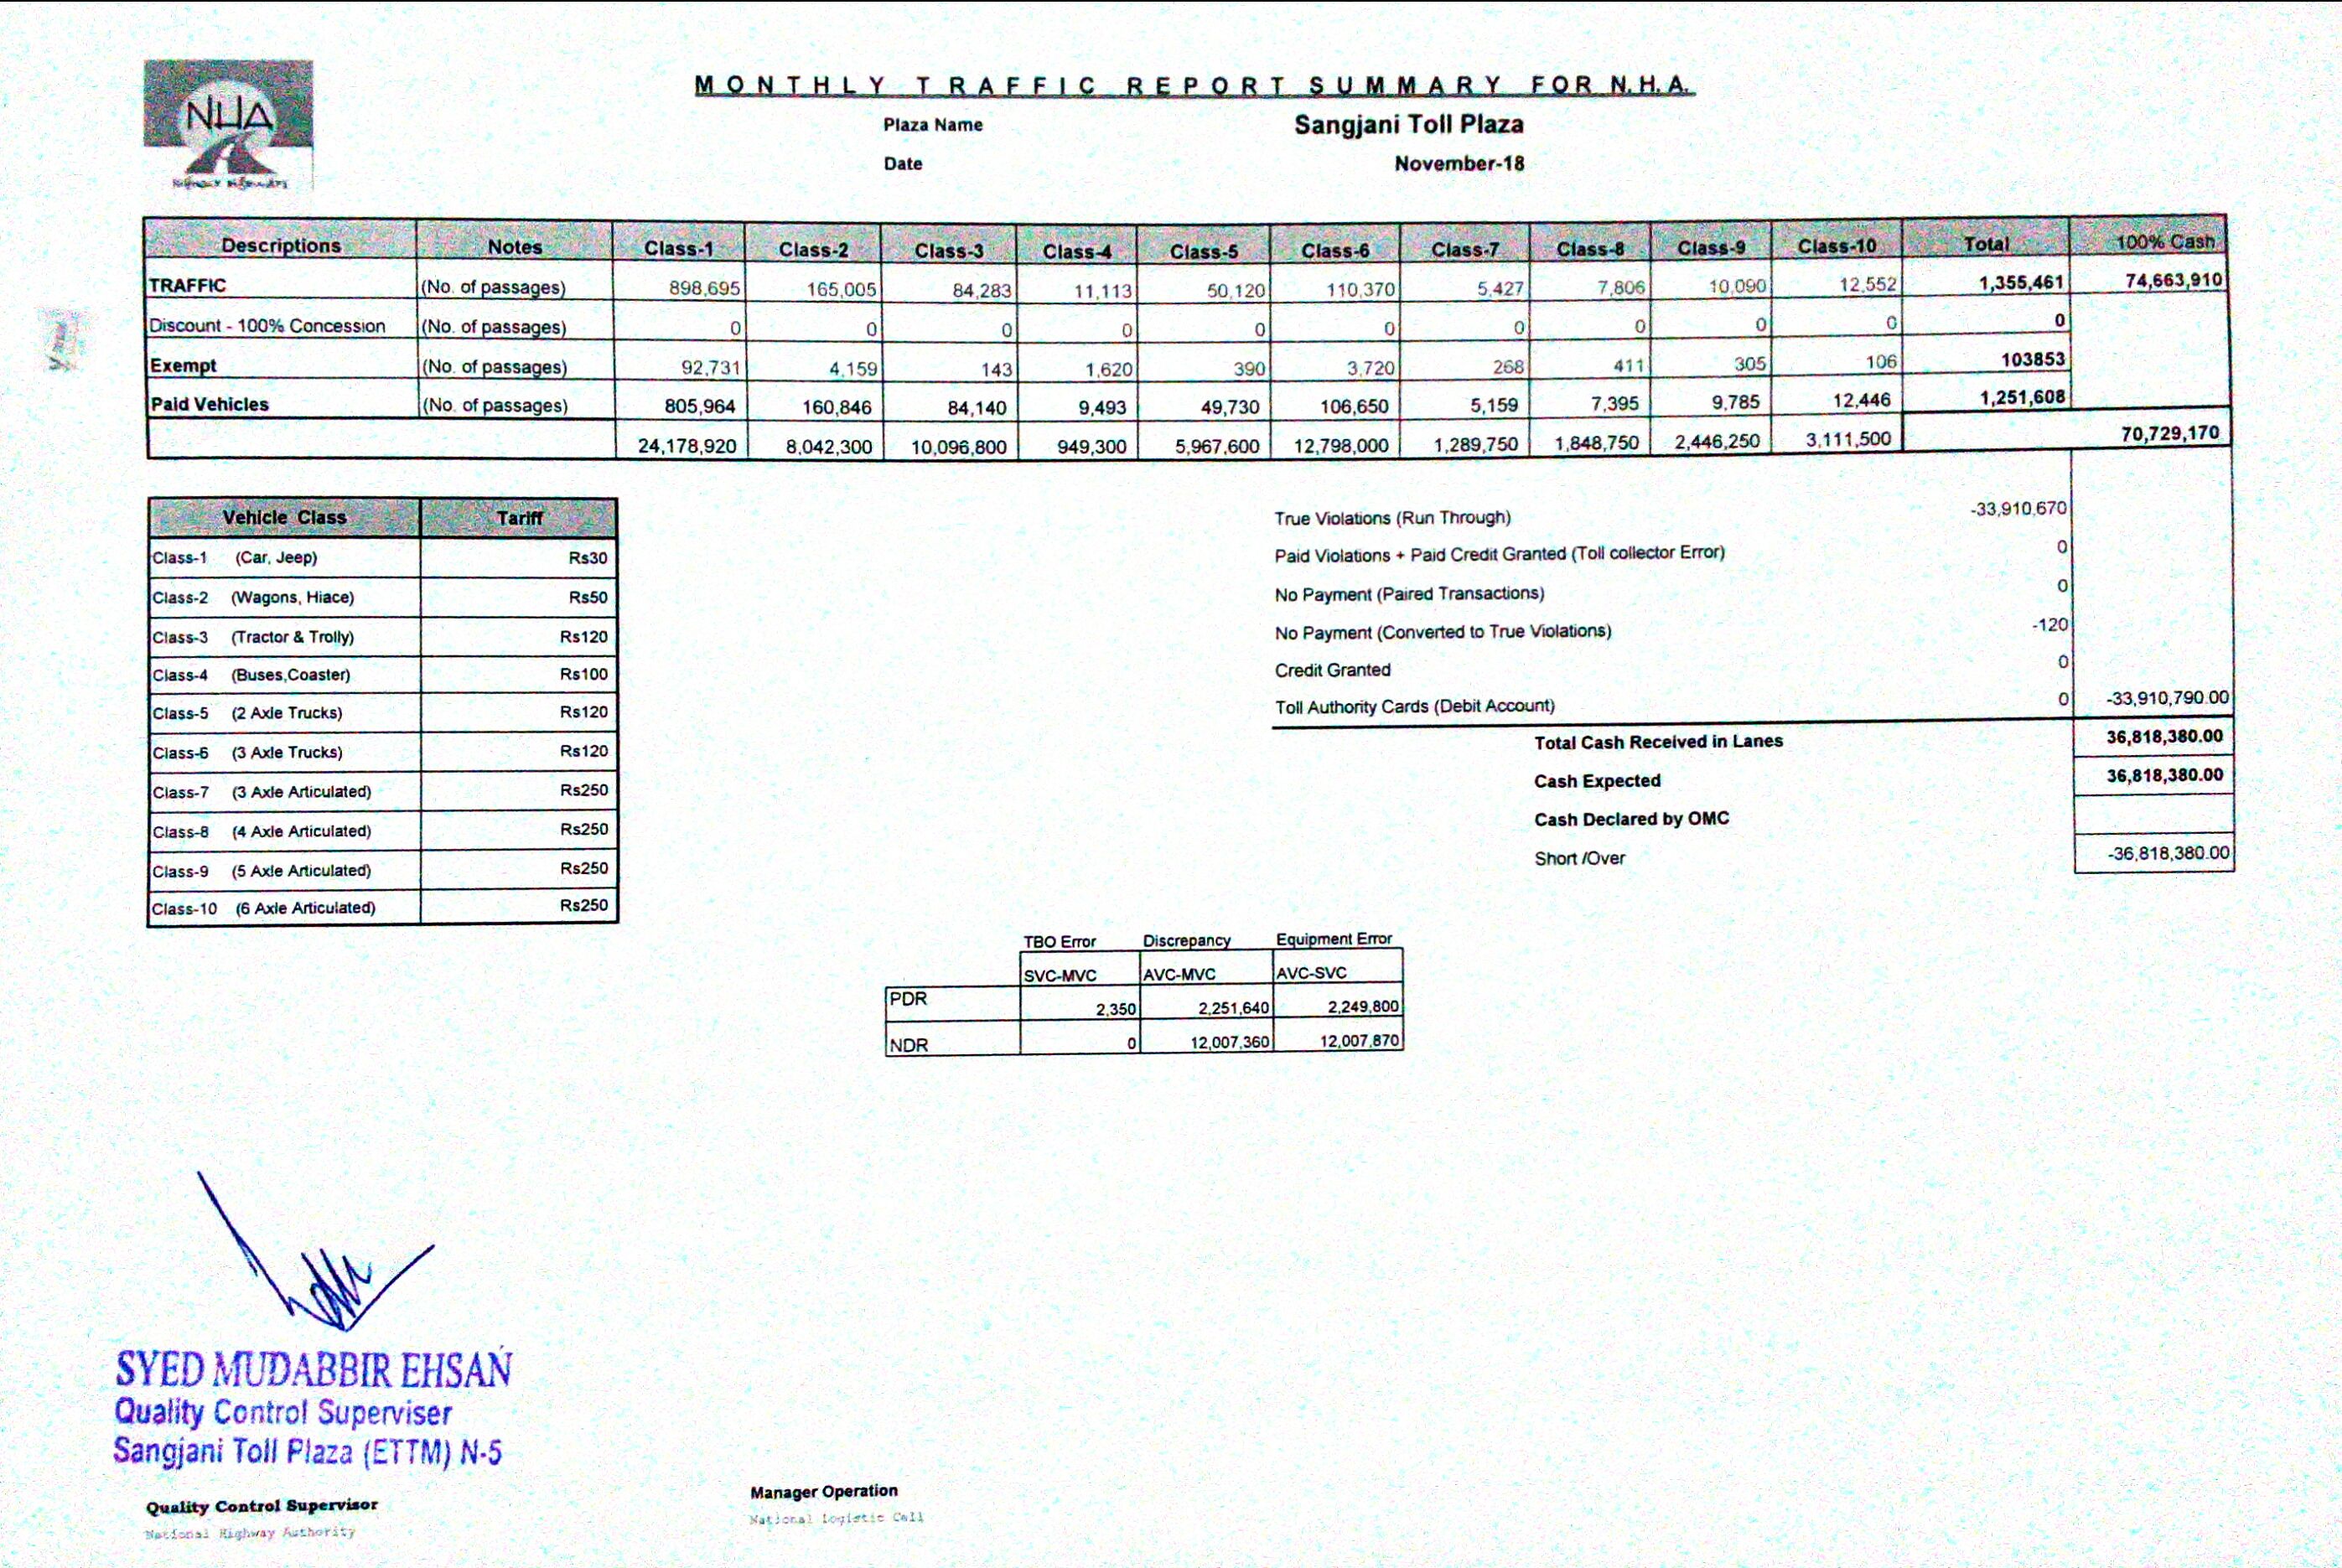 NHA
MONTHLY TRAFFIC REPORT SUMMARY FOR N.H.A.
Plaza Name Sangjani Toll Plaza
Date November-18
Descriptions Notes Class-1 Class-2 Class-3 Class-4 Class-5 Class-6 Class-7 Class-8 Class-9 Class-10 Total 100% Cash
TRAFFIC (No. of passages) 898,695 165,005 84,283 11,113 50,120 110,370 5,427 7,806 10,090 12,552 1,355,461 74,663,910
Discount - 100% Concession (No. of passages) 0 0 0 0 0 0 0 0 0 0 0
Exempt (No. of passages) 92,731 4,159 143 1,620 390 3,720 268 411 305 106 103853
Paid Vehicles (No. of passages) 805,964 160,846 84,140 9,493 49,730 106,650 5,159 7,395 9,785 12,446 1,251,608
24,178,920 8,042,300 10,096,800 949,300 5,967,600 12,798,000 1,289,750 1,848,750 2,446,250 3,111,500 70,729,170
Vehicle Class Tariff
Class-1 (Car, Jeep) Rs30
Class-2 (Wagons, Hiace) Rs50
Class-3 (Tractor & Trolly) Rs120
Class-4 (Buses,Coaster) Rs100
Class-5 (2 Axle Trucks) Rs120
Class-6 (3 Axle Trucks) Rs120
Class-7 (3 Axle Articulated) Rs250
Class-8 (4 Axle Articulated) Rs250
Class-9 (5 Axle Articulated) Rs250
Class-10 (6 Axle Articulated) Rs250
True Violations (Run Through) -33,910,670
Paid Violations + Paid Credit Granted (Toll collector Error) 0
No Payment (Paired Transactions) 0
No Payment (Converted to True Violations) -120
Credit Granted 0
Toll Authority Cards (Debit Account) 0 -33,910,790.00
Total Cash Received in Lanes 36,818,380.00
Cash Expected 36,818,380.00
Cash Declared by OMC
Short /Over -36,818,380.00
TBO Error Discrepancy Equipment Error
SVC-MVC AVC-MVC AVC-SVC
PDR 2,350 2,251,640 2,249,800
NDR 0 12,007,360 12,007,870
SYED MUDABBIR EHSAN
Quality Control Superviser
Sangjani Toll Plaza (ETTM) N-5
Quality Control Supervisor
National Highway Authority
Manager Operation
National Logistic Cell